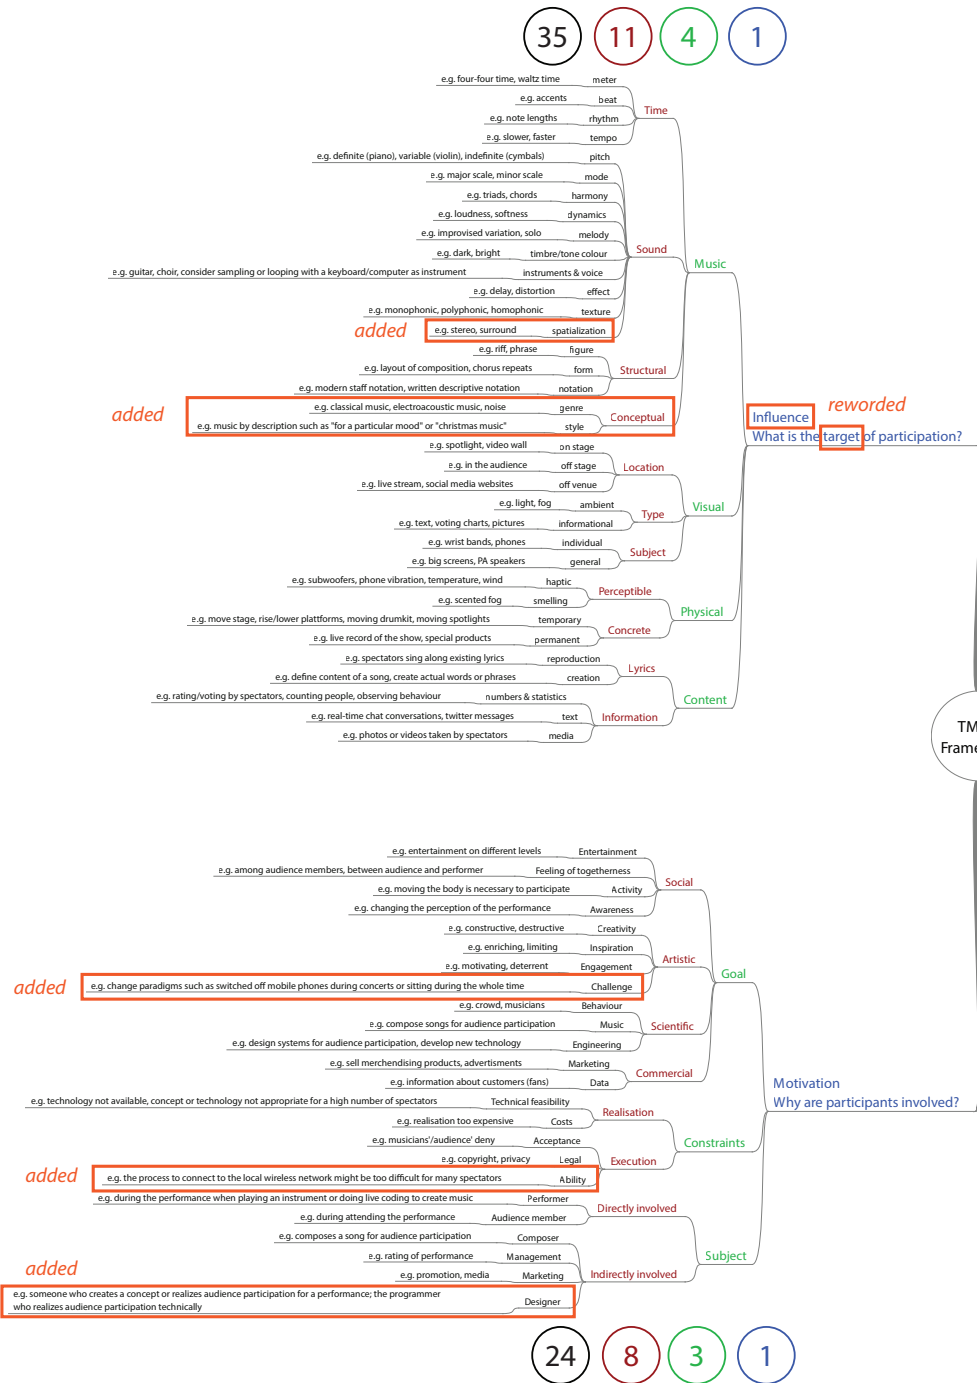 35 11 4 1
e.g. four-four time, waltz time meter
e.g. accents beat
Time
e.g. note lengths rhythm
e.g. slower, faster tempo
e.g. definite (piano), variable (violin), indefinite (cymbals) pitch
e.g. major scale, minor scale mode
e.g. triads, chords harmony
e.g. loudness, softness dynamics
e.g. improvised variation, solo melody
Sound
e.g. dark, bright timbre/tone colour
Music
e.g. guitar, choir, consider sampling or looping with a keyboard/computer as instrument instruments & voice
e.g. delay, distortion effect
e.g. monophonic, polyphonic, homophonic texture
added e.g. stereo, surround spatialization
e.g. riff, phrase figure
e.g. layout of composition, chorus repeats form Structural
e.g. modern staff notation, written descriptive notation notation
added e.g. classical music, electroacoustic music, noise genre
Conceptual
reworded
Influence
e.g. music by description such as "for a particular mood" or "christmas music" style
What is the target of participation?
e.g. spotlight, video wall on stage
e.g. in the audience off stage Location
e.g. live stream, social media websites off venue
e.g. light, fog ambient
Visual
Type
e.g. text, voting charts, pictures informational
e.g. wrist bands, phones individual
Subject
e.g. big screens, PA speakers general
e.g. subwoofers, phone vibration, temperature, wind haptic
Perceptible
e.g. scented fog smelling
Physical
e.g. move stage, rise/lower plattforms, moving drumkit, moving spotlights temporary
Concrete
e.g. live record of the show, special products permanent
e.g. spectators sing along existing lyrics reproduction
Lyrics
e.g. define content of a song, create actual words or phrases creation
e.g. rating/voting by spectators, counting people, observing behaviour numbers & statistics
Content
e.g. real-time chat conversations, twitter messages text Information
e.g. photos or videos taken by spectators media
TM
Frame
e.g. entertainment on different levels Entertainment
e.g. among audience members, between audience and performer Feeling of togetherness
Social
e.g. moving the body is necessary to participate Activity
e.g. changing the perception of the performance Awareness
e.g. constructive, destructive Creativity
e.g. enriching, limiting Inspiration
Artistic
e.g. motivating, deterrent Engagement
Goal
added e.g. change paradigms such as switched off mobile phones during concerts or sitting during the whole time Challenge
e.g. crowd, musicians Behaviour
e.g. compose songs for audience participation Music Scientific
e.g. design systems for audience participation, develop new technology Engineering
e.g. sell merchendising products, advertisments Marketing
Commercial
e.g. information about customers (fans) Data
Motivation
Why are participants involved?
e.g. technology not available, concept or technology not appropriate for a high number of spectators Technical feasibility
Realisation
e.g. realisation too expensive Costs
e.g. musicians'/audience' deny Acceptance
Constraints
e.g. copyright, privacy Legal Execution
added e.g. the process to connect to the local wireless network might be too difficult for many spectators Ability
e.g. during the performance when playing an instrument or doing live coding to create music Performer
Directly involved
e.g. during attending the performance Audience member
e.g. composes a song for audience participation Composer
e.g. rating of performance Management
Subject
added e.g. promotion, media Marketing Indirectly involved
e.g. someone who creates a concept or realizes audience participation for a performance; the programmer
who realizes audience participation technically Designer
24 8 3 1